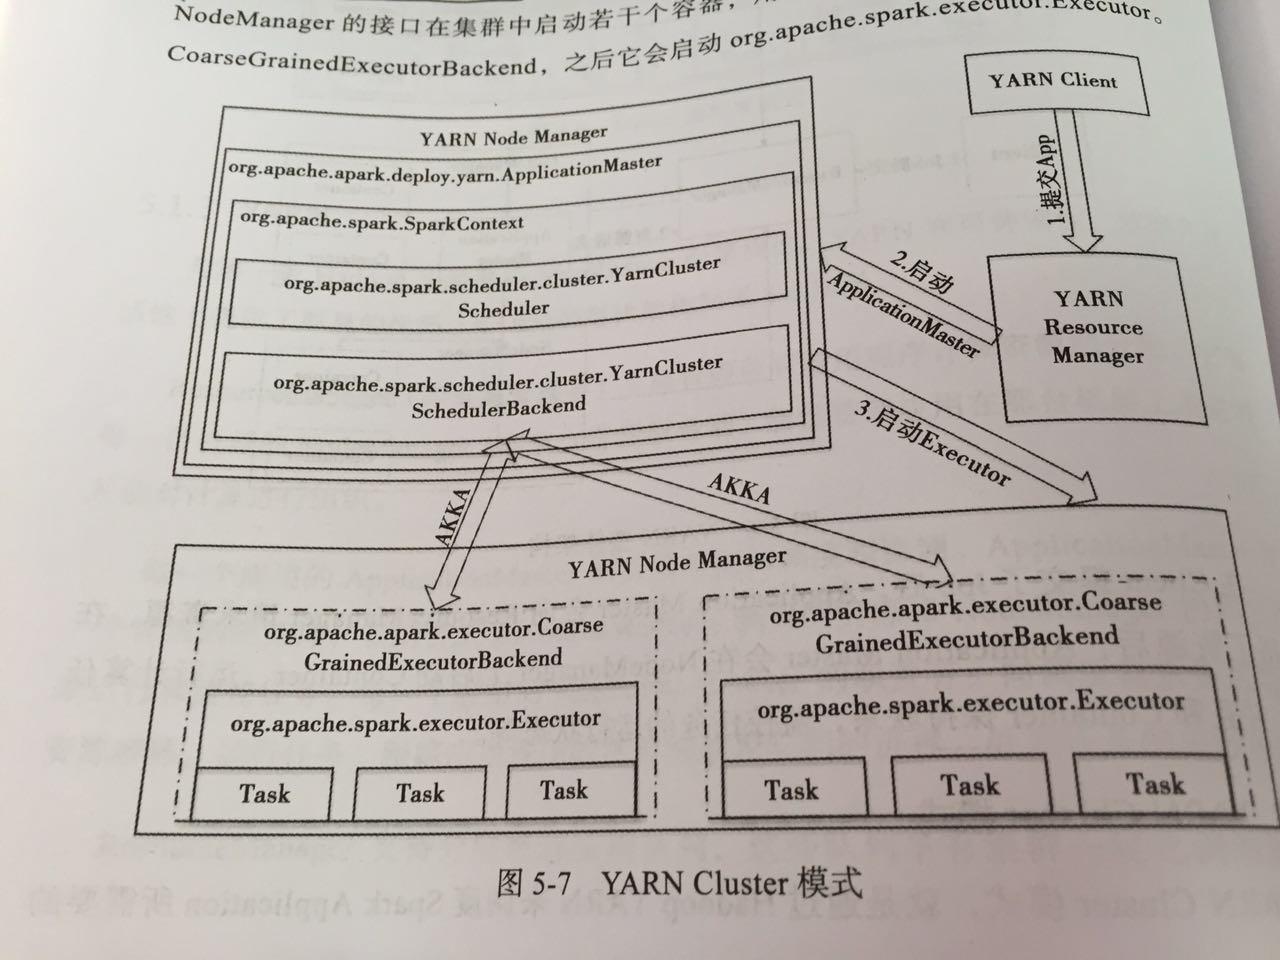 NodeManager 的接口在集群中启动若干个容器，
CoarseGrainedExecutorBackend，之后它会启动 org.apache.spark.executor.Executor。
YARN Client
1.提交App
YARN Node Manager
org.apache.apark.deploy.yarn.ApplicationMaster
org.apache.spark.SparkContext
org.apache.spark.scheduler.cluster.YarnCluster
Scheduler
org.apache.spark.scheduler.cluster.YarnCluster
SchedulerBackend
2.启动
ApplicationMaster
YARN
Resource
Manager
3.启动Executor
AKKA
AKKA
YARN Node Manager
org.apache.apark.executor.Coarse
GrainedExecutorBackend
org.apache.spark.executor.Executor
Task
Task
Task
org.apache.apark.executor.Coarse
GrainedExecutorBackend
org.apache.spark.executor.Executor
Task
Task
Task
图 5-7 YARN Cluster 模式